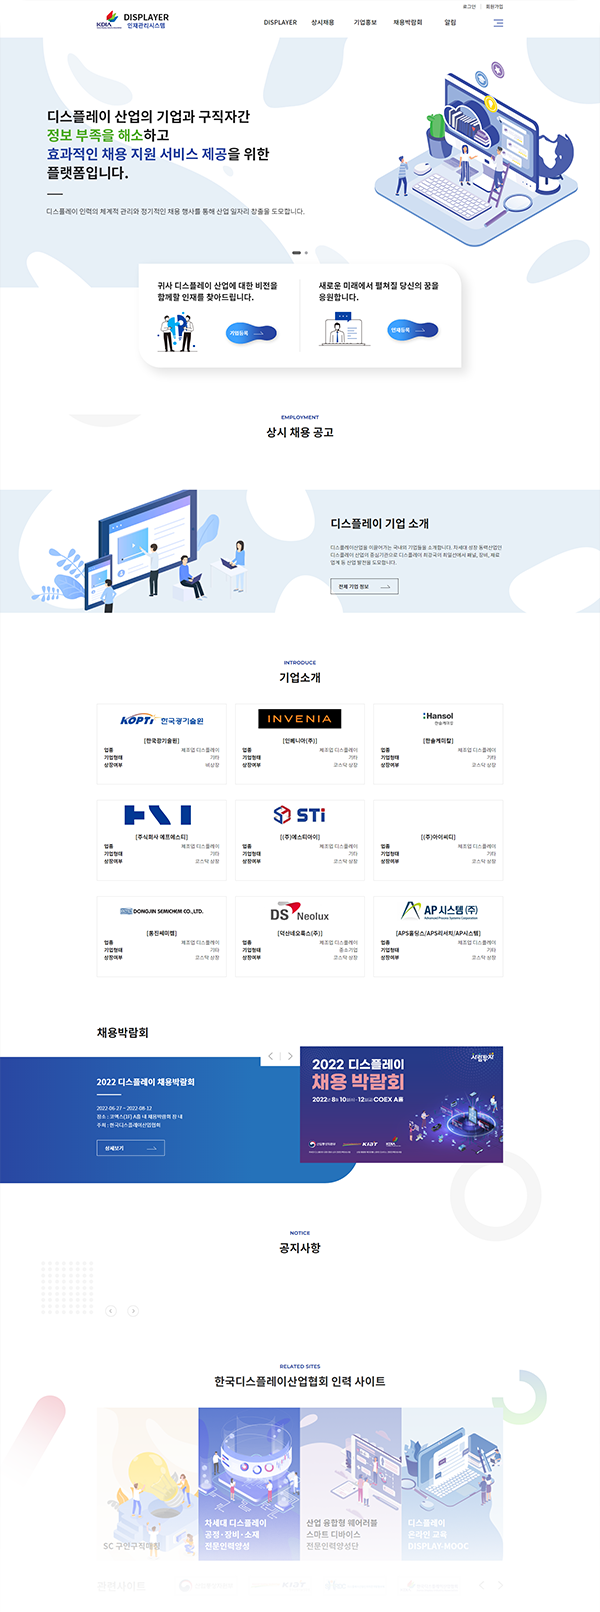 로그인 회원가입
KDIA DISPLAYER
인재관리시스템
DISPLAYER 상시채용 기업홍보 채용박람회 알림
디스플레이 산업의 기업과 구직자간
정보 부족을 해소하고
효과적인 채용 지원 서비스 제공을 위한
플랫폼입니다.
디스플레이 인력의 체계적 관리와 정기적인 채용 행사를 통해 산업 일자리 창출을 도모합니다.
귀사 디스플레이 산업에 대한 비전을
함께할 인재를 찾아드립니다.
기업등록
새로운 미래에서 펼쳐질 당신의 꿈을
응원합니다.
인재등록
EMPLOYMENT
상시 채용 공고
디스플레이 기업 소개
디스플레이산업을 이끌어가는 국내외 기업들을 소개합니다. 차세대 성장 동력산업인
디스플레이 산업의 중심기관으로 디스플레이 최강국의 최일선에서 패널, 장비, 재료
업계 등 산업 발전을 도모합니다.
전체 기업 정보
INTRODUCE
기업소개
KOPTI 한국광기술원
[한국광기술원]
업종 제조업 디스플레이
기업형태 기타
상장여부 비상장
INVENIA
[인베니아(주)]
업종 제조업 디스플레이
기업형태 기타
상장여부 코스닥 상장
Hansol
한솔케미칼
[한솔케미칼]
업종 제조업 디스플레이
기업형태 기타
상장여부 코스닥 상장
[주식회사 에프에스티]
업종 제조업 디스플레이
기업형태 기타
상장여부 코스닥 상장
STi
[(주)에스티아이]
업종 제조업 디스플레이
기업형태 기타
상장여부 코스닥 상장
[(주)아이씨디]
업종 제조업 디스플레이
기업형태 기타
상장여부 코스닥 상장
DONGJIN SEMICHEM CO., LTD.
[동진쎄미켐]
업종 제조업 디스플레이
기업형태 기타
상장여부 코스닥 상장
DS Neolux
[덕산네오룩스(주)]
업종 제조업 디스플레이
기업형태 중소기업
상장여부 코스닥 상장
AP 시스템 (주)
Advanced Process Systems Corporation
[APS홀딩스/APS리서치/AP시스템]
업종 제조업 디스플레이
기업형태 기타
상장여부 코스닥 상장
채용박람회
2022 디스플레이 채용박람회
2022-06-27 ~ 2022-08-12
장소 : 코엑스(1F) A홀 내 채용박람회 장 내
주최 : 한국디스플레이산업협회
상세보기
2022 디스플레이
채용 박람회
COEX A홀
KIAT
KDIA
NOTICE
공지사항
RELATED SITES
한국디스플레이산업협회 인력 사이트
SC 구인구직매칭
차세대 디스플레이
공정·장비·소재
전문인력양성
산업 융합형 웨어러블
스마트 디바이스
전문인력양성단
디스플레이
온라인 교육
DISPLAY-MOOC
관련사이트
KIAT